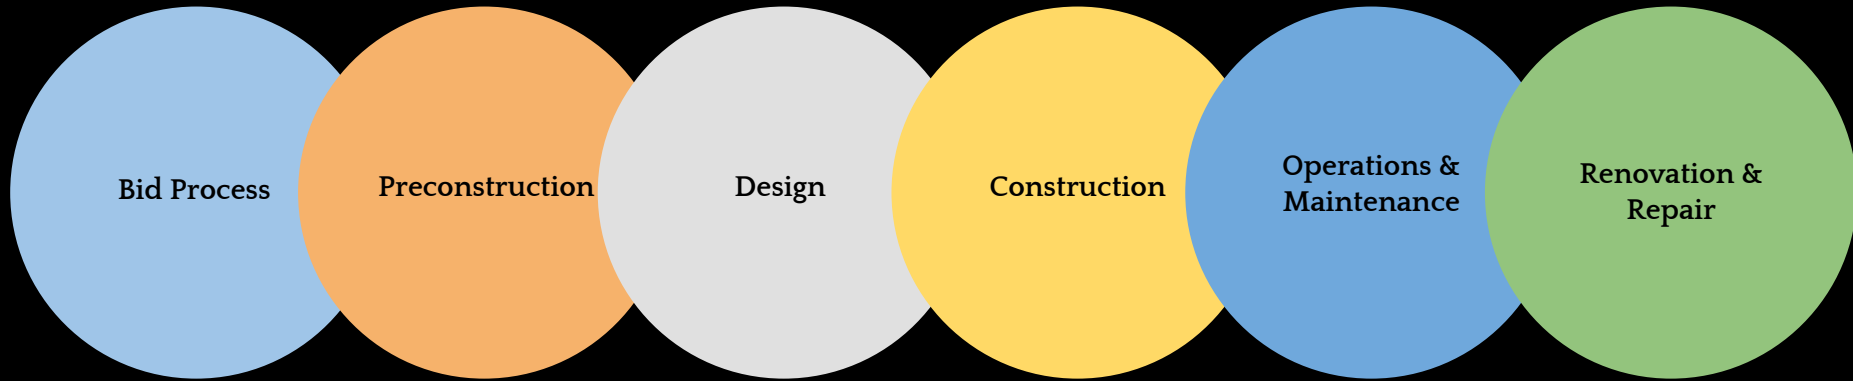 Bid Process
Preconstruction
Design
Construction
Operations &
Maintenance
Renovation &
Repair